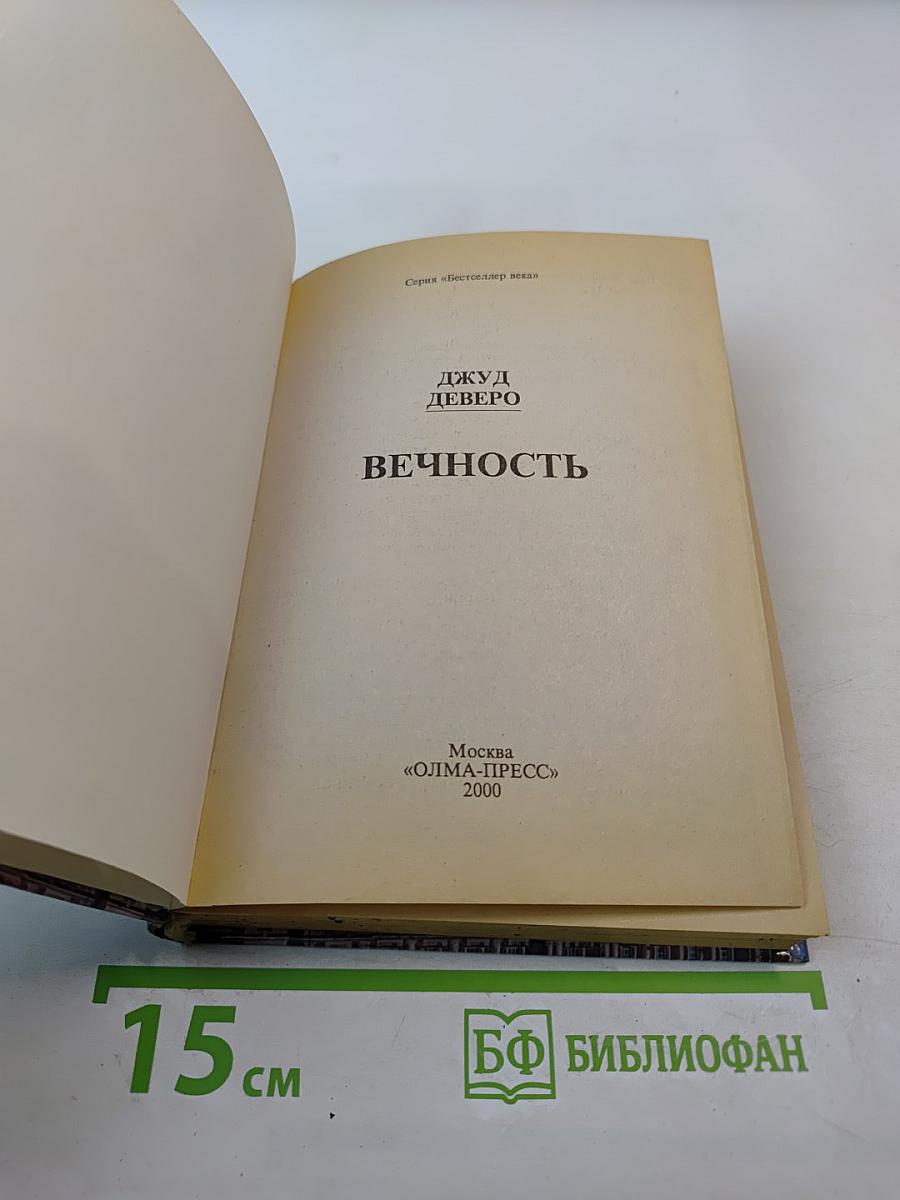 Серия «Бестселлер века»
ДЖУД
ДЕВЕРО
ВЕЧНОСТЬ
Москва
«ОЛМА-ПРЕСС»
2000
15 см
БФ БИБЛИОФАН